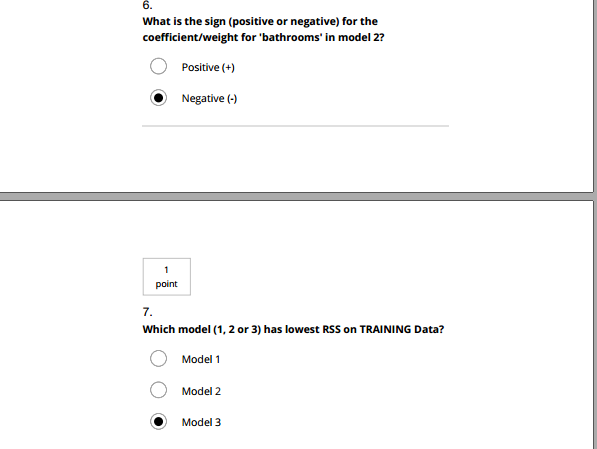 6.
What is the sign (positive or negative) for the
coefficient/weight for 'bathrooms' in model 2?
Positive (+)
Negative (-)
1
point
7.
Which model (1, 2 or 3) has lowest RSS on TRAINING Data?
Model 1
Model 2
Model 3